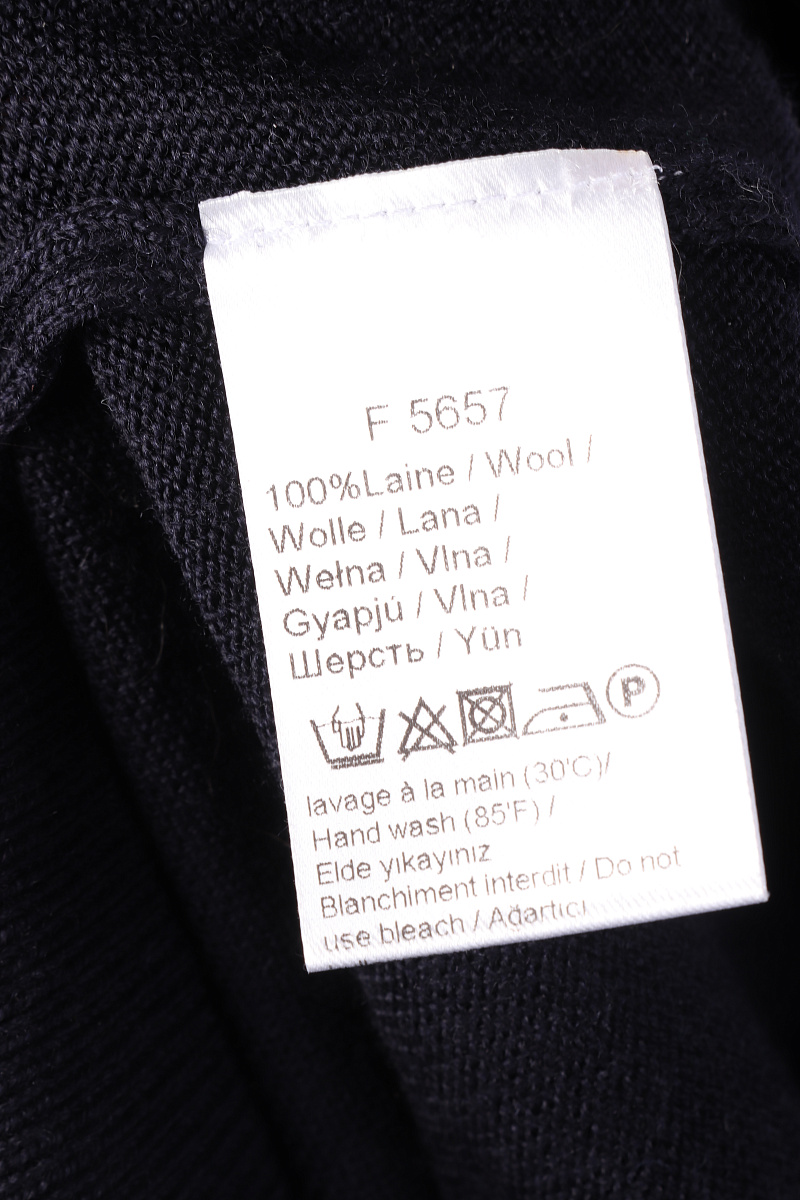 F 5657
100%Laine / Wool /
Wolle / Lana /
Wełna / Vlna /
Gyapjú / Vlna /
Шерсть / Yün
P
lavage à la main (30'C)/
Hand wash (85'F) /
Elde yıkayınız
Blanchiment interdit / Do not
use bleach / Ağartıcı